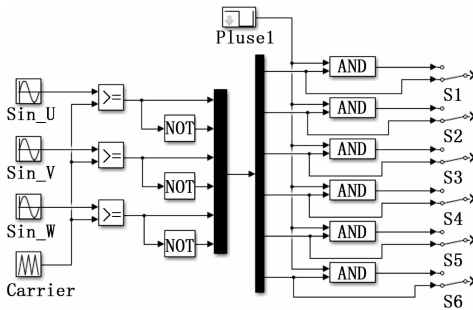 Pluse1
AND
S1
Sin_U
>=
NOT
AND
S2
Sin_V
>=
NOT
AND
S3
Sin_W
>=
NOT
AND
S4
Carrier
AND
S5
AND
S6